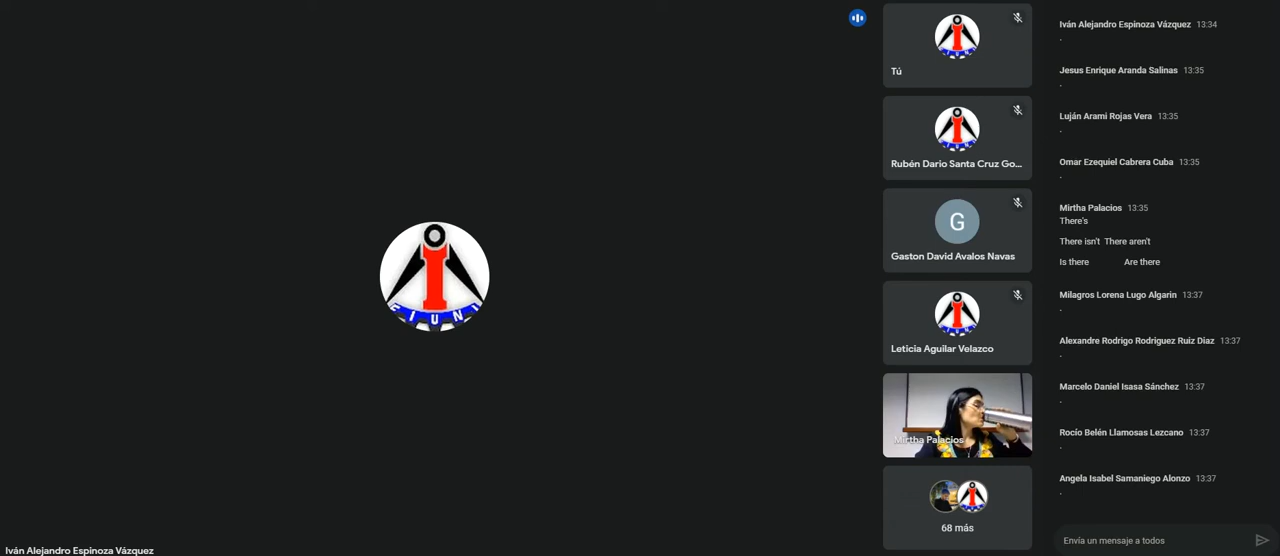 Iván Alejandro Espinoza Vázquez
Tú
Rubén Dario Santa Cruz Go...
G
Gaston David Avalos Navas
Leticia Aguilar Velazco
Mirtha Palacios
68 más
Iván Alejandro Espinoza Vázquez 13:34
.
Jesus Enrique Aranda Salinas 13:35
.
Luján Arami Rojas Vera 13:35
.
Omar Ezequiel Cabrera Cuba 13:35
.
Mirtha Palacios 13:35
There's
There isn't There aren't
Is there Are there
Milagros Lorena Lugo Algarin 13:37
.
Alexandre Rodrigo Rodriguez Ruiz Diaz 13:37
.
Marcelo Daniel Isasa Sánchez 13:37
.
Rocío Belén Llamosas Lezcano 13:37
.
Angela Isabel Samaniego Alonzo 13:37
.
Envía un mensaje a todos